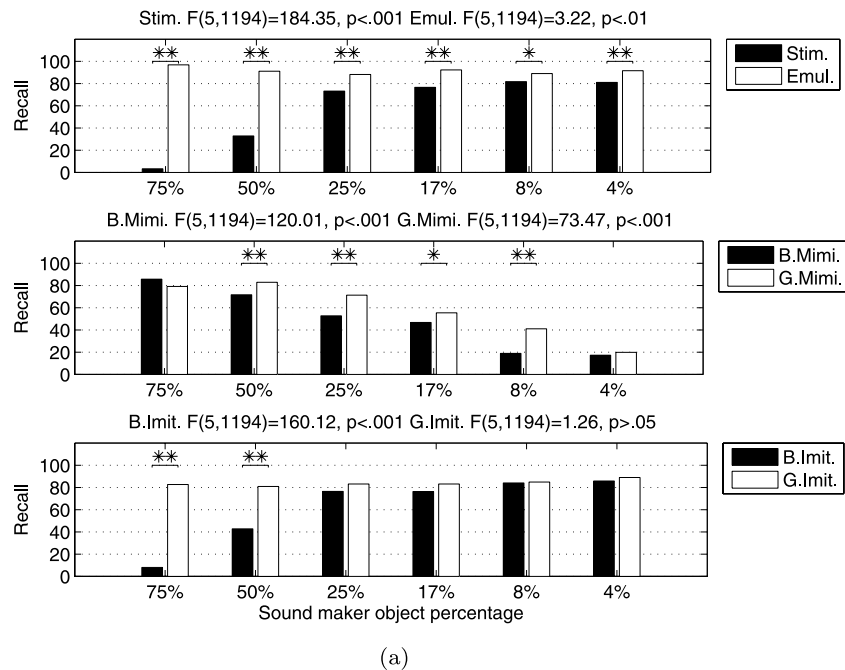 Stim. F(5,1194)=184.35, p<.001 Emul. F(5,1194)=3.22, p<.01
** ** ** ** * **
100
80
60
40
20
0
Recall
75% 50% 25% 17% 8% 4%
Stim.
Emul.
B.Mimi. F(5,1194)=120.01, p<.001 G.Mimi. F(5,1194)=73.47, p<.001
** ** * **
100
80
60
40
20
0
Recall
75% 50% 25% 17% 8% 4%
B.Mimi.
G.Mimi.
B.Imit. F(5,1194)=160.12, p<.001 G.Imit. F(5,1194)=1.26, p>.05
** **
100
80
60
40
20
0
Recall
75% 50% 25% 17% 8% 4%
B.Imit.
G.Imit.
Sound maker object percentage
(a)